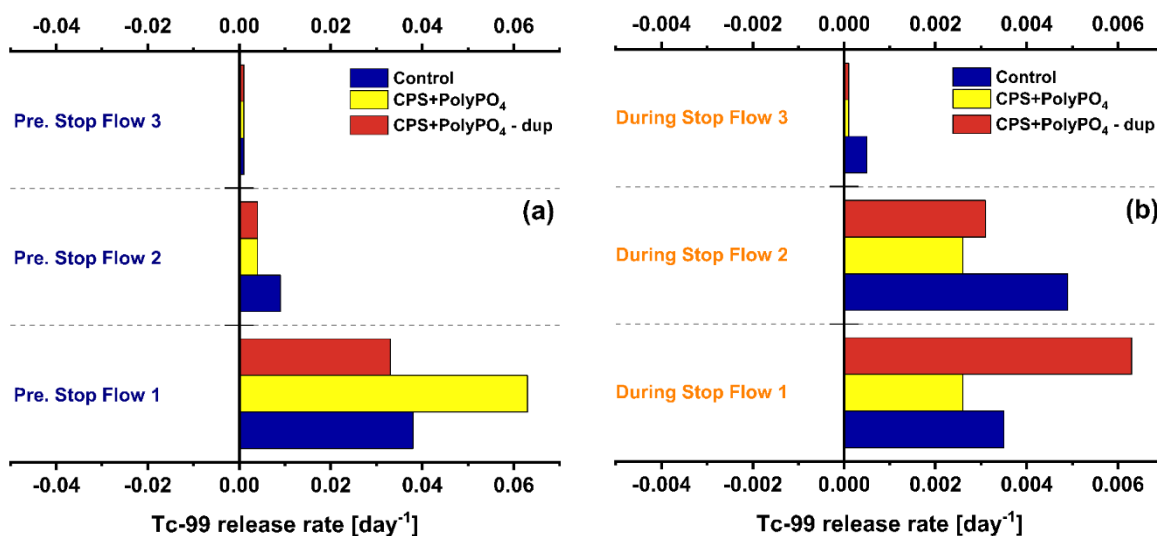 -0.04 -0.02 0.00 0.02 0.04 0.06
Control
CPS+PolyPO₄
CPS+PolyPO₄ - dup
Pre. Stop Flow 3
(a)
Pre. Stop Flow 2
Pre. Stop Flow 1
-0.04 -0.02 0.00 0.02 0.04 0.06
Tc-99 release rate [day⁻¹]
-0.004 -0.002 0.000 0.002 0.004 0.006
Control
CPS+PolyPO₄
CPS+PolyPO₄ - dup
During Stop Flow 3
(b)
During Stop Flow 2
During Stop Flow 1
-0.004 -0.002 0.000 0.002 0.004 0.006
Tc-99 release rate [day⁻¹]